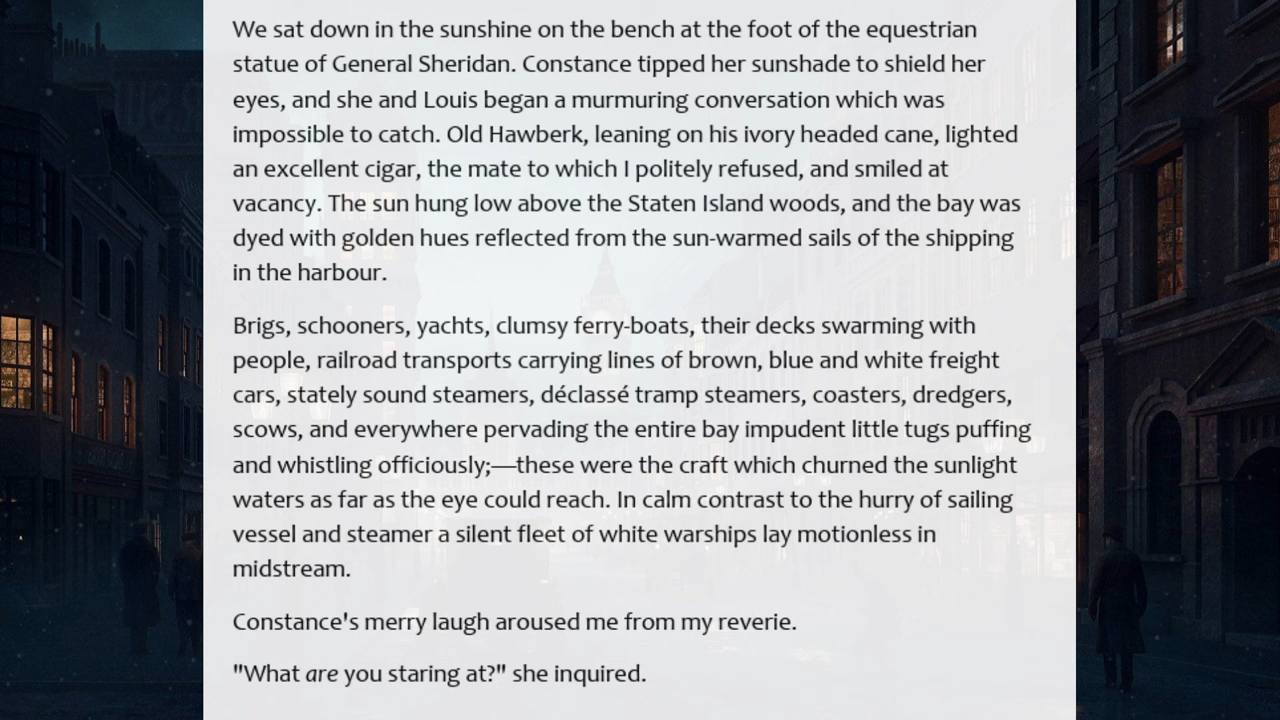 We sat down in the sunshine on the bench at the foot of the equestrian
statue of General Sheridan. Constance tipped her sunshade to shield her
eyes, and she and Louis began a murmuring conversation which was
impossible to catch. Old Hawberk, leaning on his ivory headed cane, lighted
an excellent cigar, the mate to which I politely refused, and smiled at
vacancy. The sun hung low above the Staten Island woods, and the bay was
dyed with golden hues reflected from the sun-warmed sails of the shipping
in the harbour.
Brigs, schooners, yachts, clumsy ferry-boats, their decks swarming with
people, railroad transports carrying lines of brown, blue and white freight
cars, stately sound steamers, déclassé tramp steamers, coasters, dredgers,
scows, and everywhere pervading the entire bay impudent little tugs puffing
and whistling officiously;—these were the craft which churned the sunlight
waters as far as the eye could reach. In calm contrast to the hurry of sailing
vessel and steamer a silent fleet of white warships lay motionless in
midstream.
Constance's merry laugh aroused me from my reverie.
"What are you staring at?" she inquired.